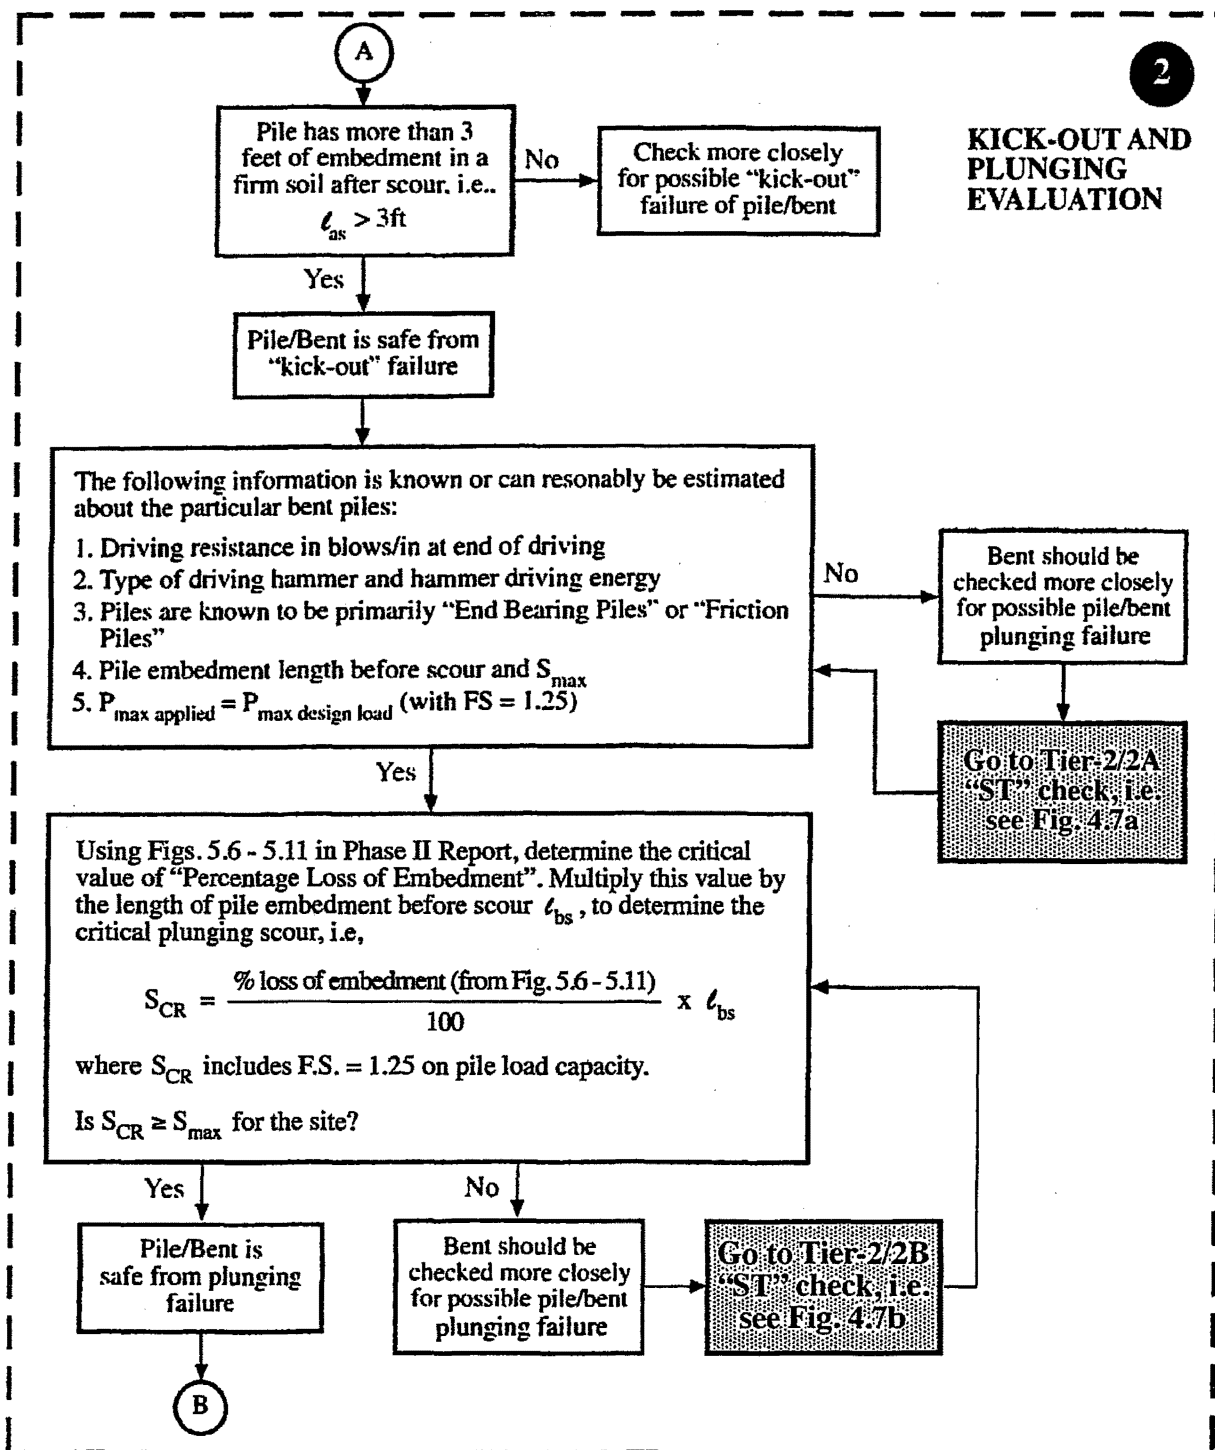 A
2
KICK-OUT AND
PLUNGING
EVALUATION
Pile has more than 3
feet of embedment in a
firm soil after scour. i.e..
ℓas > 3ft
No
Check more closely
for possible “kick-out”
failure of pile/bent
Yes
Pile/Bent is safe from
“kick-out” failure
The following information is known or can resonably be estimated
about the particular bent piles:
1. Driving resistance in blows/in at end of driving
2. Type of driving hammer and hammer driving energy
3. Piles are known to be primarily “End Bearing Piles” or “Friction
Piles”
4. Pile embedment length before scour and Smax
5. Pmax applied = Pmax design load (with FS = 1.25)
No
Bent should be
checked more closely
for possible pile/bent
plunging failure
Go to Tier-2/2A
“ST” check, i.e.
see Fig. 4.7a
Yes
Using Figs. 5.6 - 5.11 in Phase II Report, determine the critical
value of “Percentage Loss of Embedment”. Multiply this value by
the length of pile embedment before scour ℓbs, to determine the
critical plunging scour, i.e,
SCR = % loss of embedment (from Fig. 5.6 - 5.11) / 100 x ℓbs
where SCR includes F.S. = 1.25 on pile load capacity.
Is SCR ≥ Smax for the site?
Yes
No
Pile/Bent is
safe from plunging
failure
Bent should be
checked more closely
for possible pile/bent
plunging failure
Go to Tier-2/2B
“ST” check, i.e.
see Fig. 4.7b
B